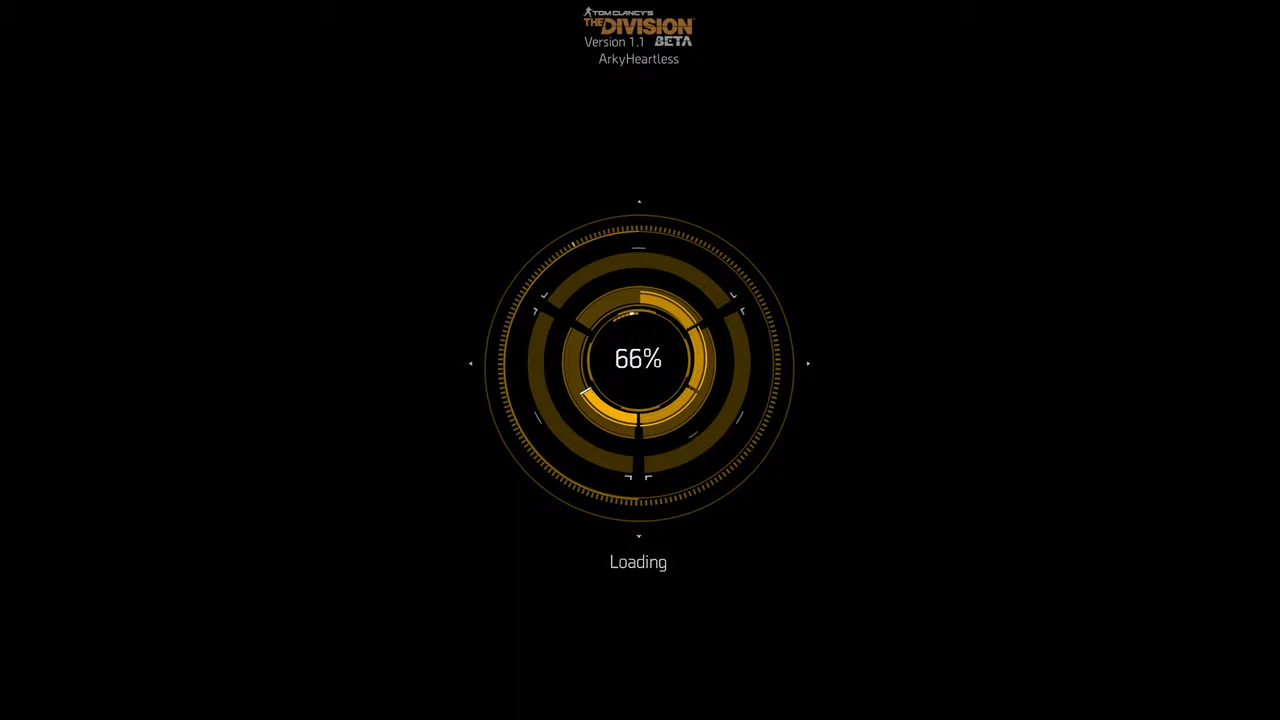 TOM CLANCY'S
THE DIVISION
Version 1.1 BETA
ArkyHeartless
66%
Loading